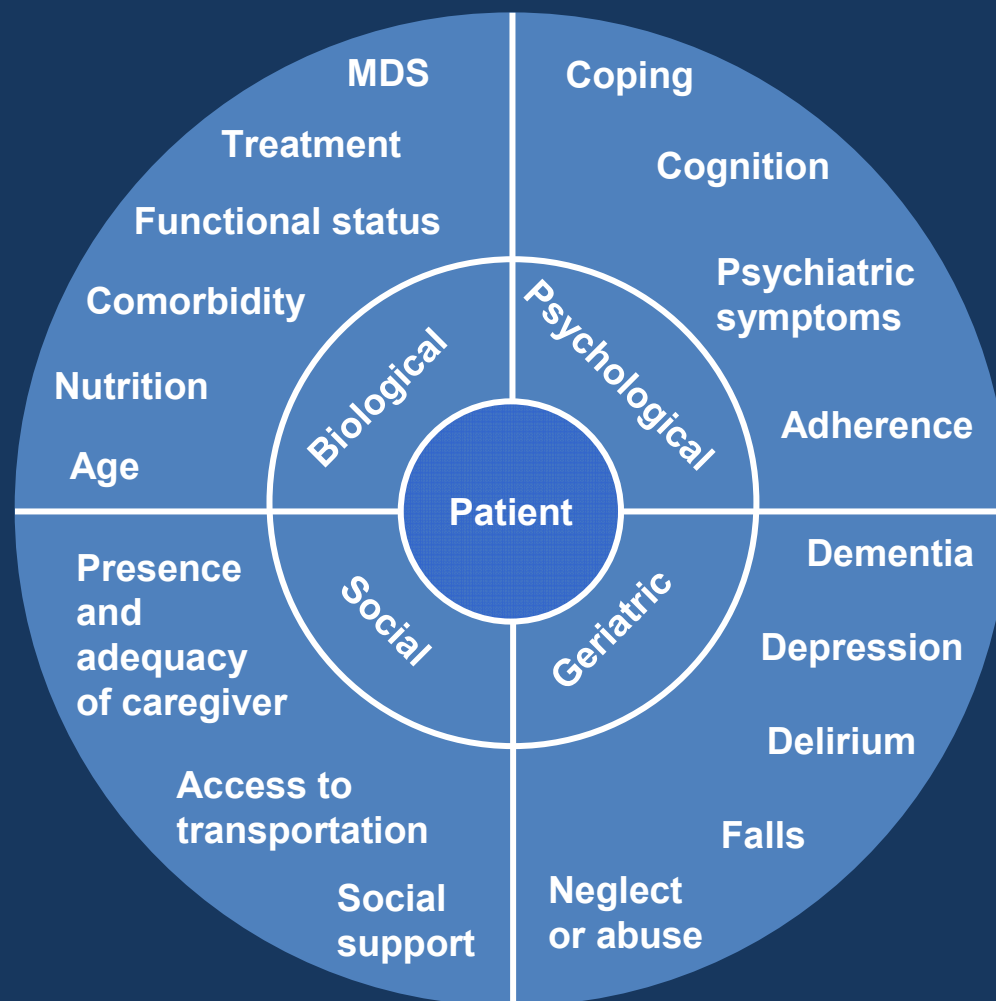 MDS
Treatment
Functional status
Comorbidity
Nutrition
Age
Biological
Coping
Cognition
Psychiatric
symptoms
Adherence
Psychological
Patient
Presence
and
adequacy
of caregiver
Access to
transportation
Social
support
Social
Dementia
Depression
Delirium
Falls
Neglect
or abuse
Geriatric